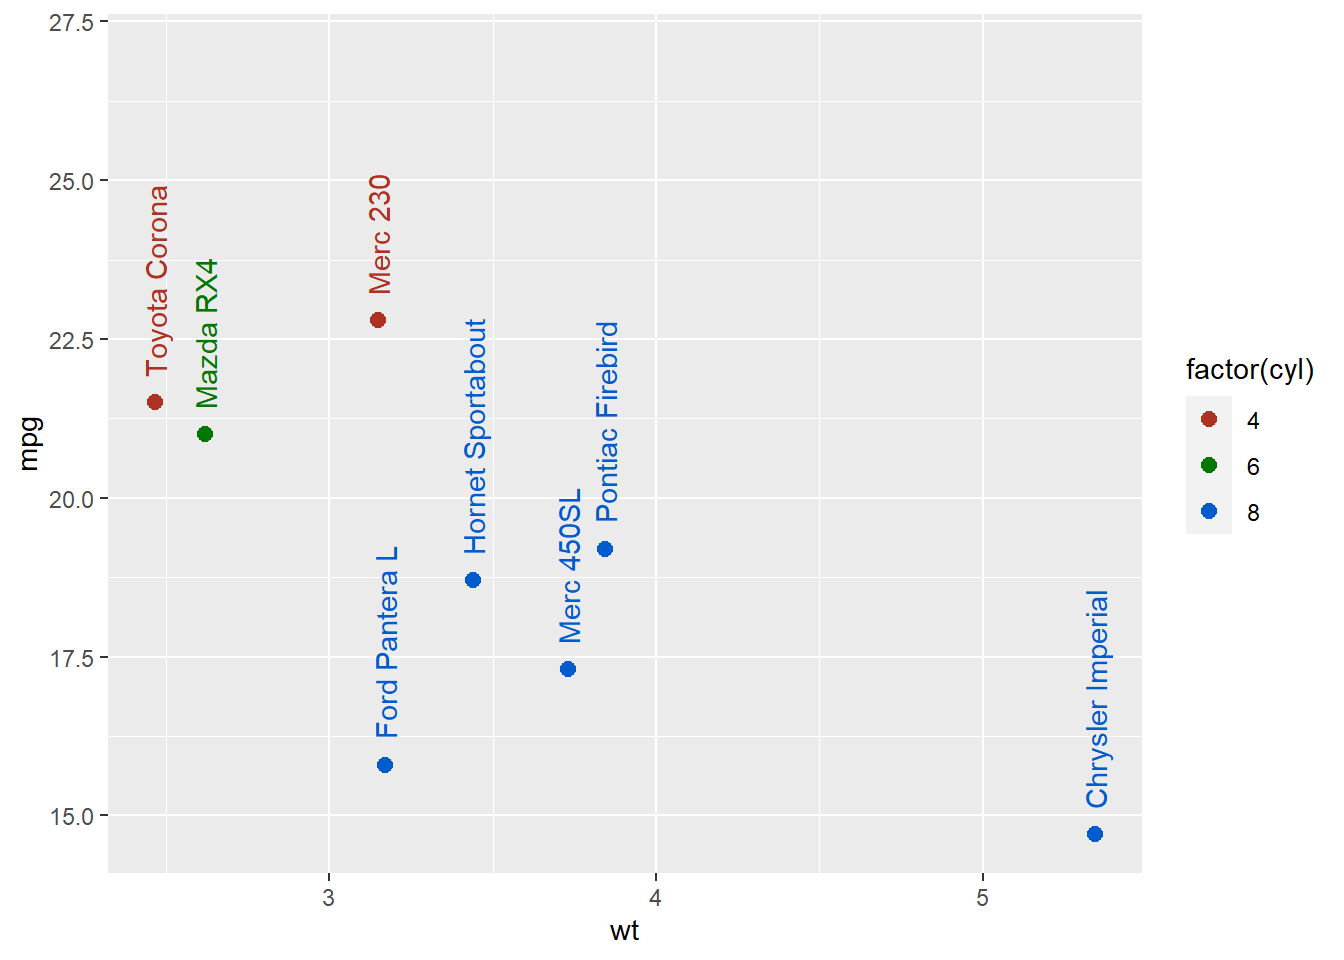 27.5
25.0
22.5
20.0
17.5
15.0
mpg
Toyota Corona
Mazda RX4
Merc 230
Ford Pantera L
Hornet Sportabout
Merc 450SL
Pontiac Firebird
Chrysler Imperial
3
4
5
wt
factor(cyl)
4
6
8